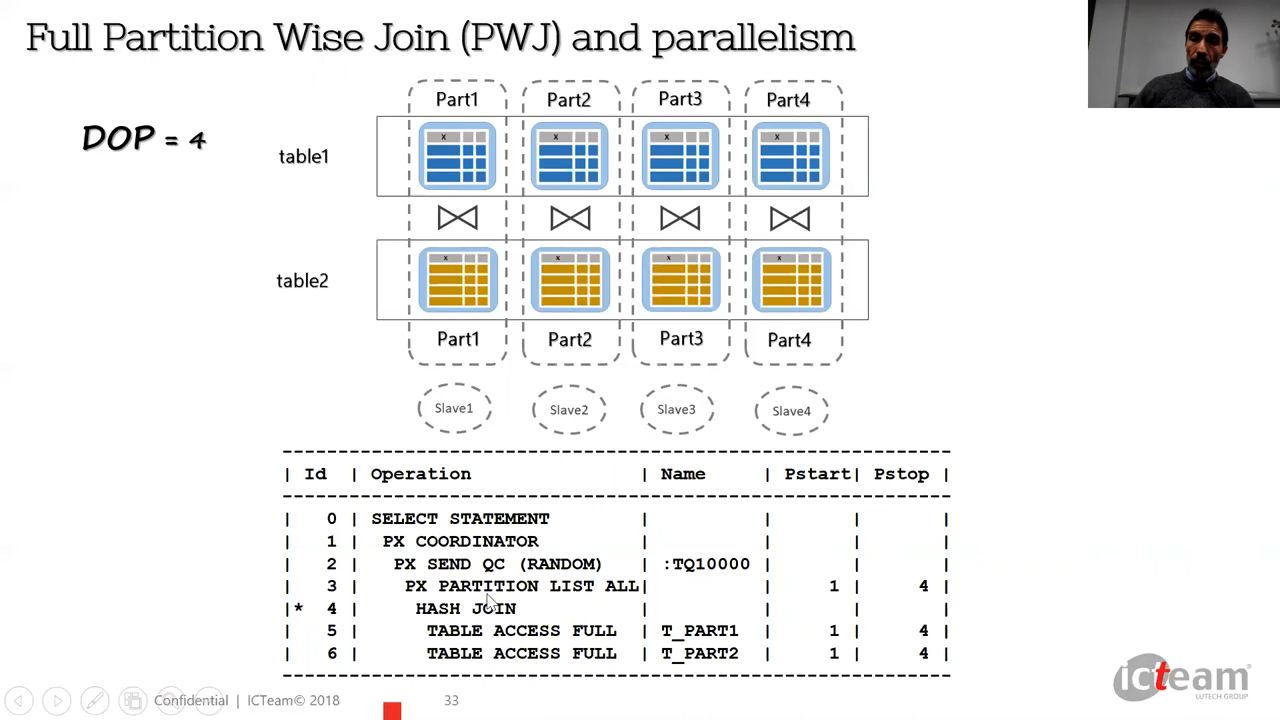 Full Partition Wise Join (PWJ) and parallelism
DOP = 4
Part1 Part2 Part3 Part4
x x x x
table1
x x x x
table2
Part1 Part2 Part3 Part4
Slave1 Slave2 Slave3 Slave4
------------------------------------------------------------
| Id | Operation | Name | Pstart| Pstop |
------------------------------------------------------------
| 0 | SELECT STATEMENT | | | |
| 1 | PX COORDINATOR | | | |
| 2 | PX SEND QC (RANDOM) | :TQ10000 | | |
| 3 | PX PARTITION LIST ALL| | 1 | 4 |
|* 4 | HASH JOIN | | | |
| 5 | TABLE ACCESS FULL | T_PART1 | 1 | 4 |
| 6 | TABLE ACCESS FULL | T_PART2 | 1 | 4 |
------------------------------------------------------------
icteam
LUTECH GROUP
Confidential | ICTeam© 2018 33